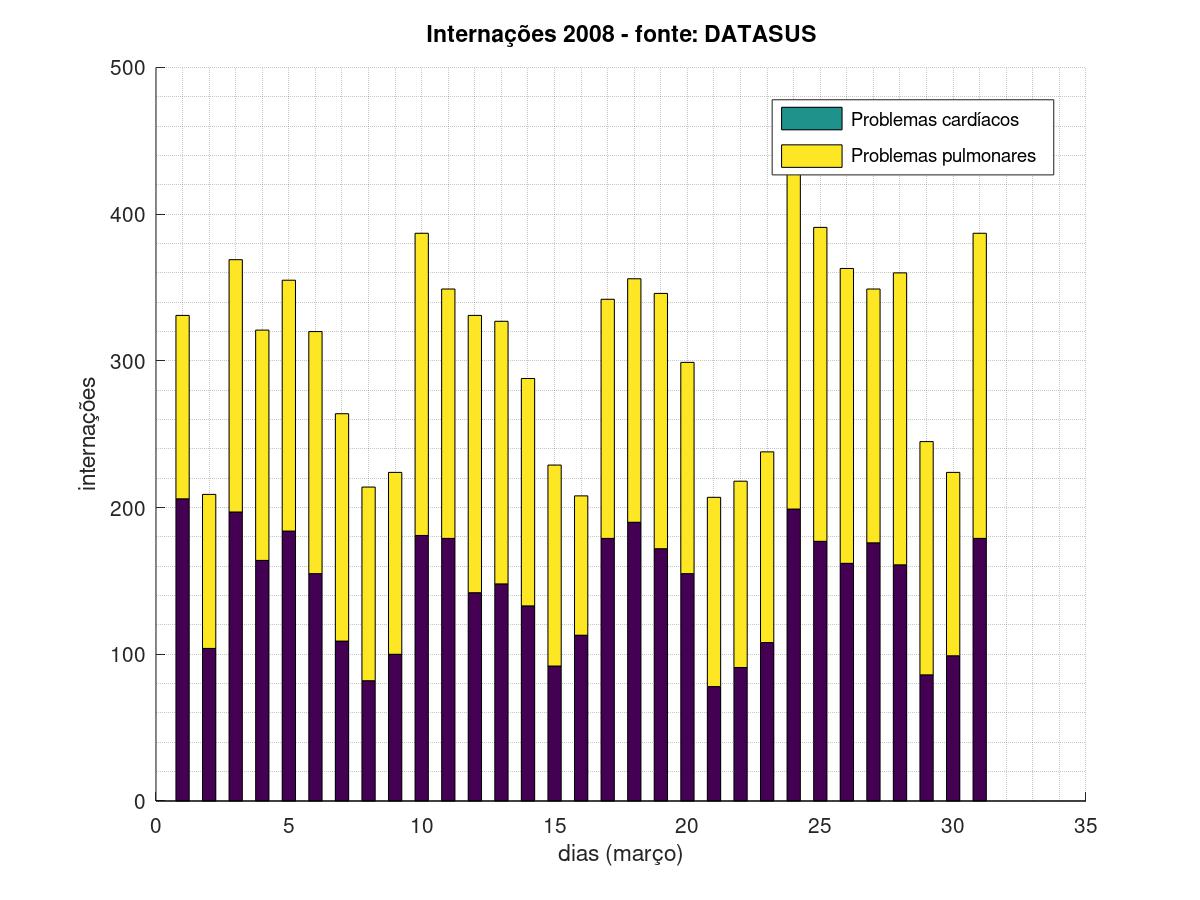 Internações 2008 - fonte: DATASUS
500
Problemas cardíacos
Problemas pulmonares
400
300
internações
200
100
0
0 5 10 15 20 25 30 35
dias (março)